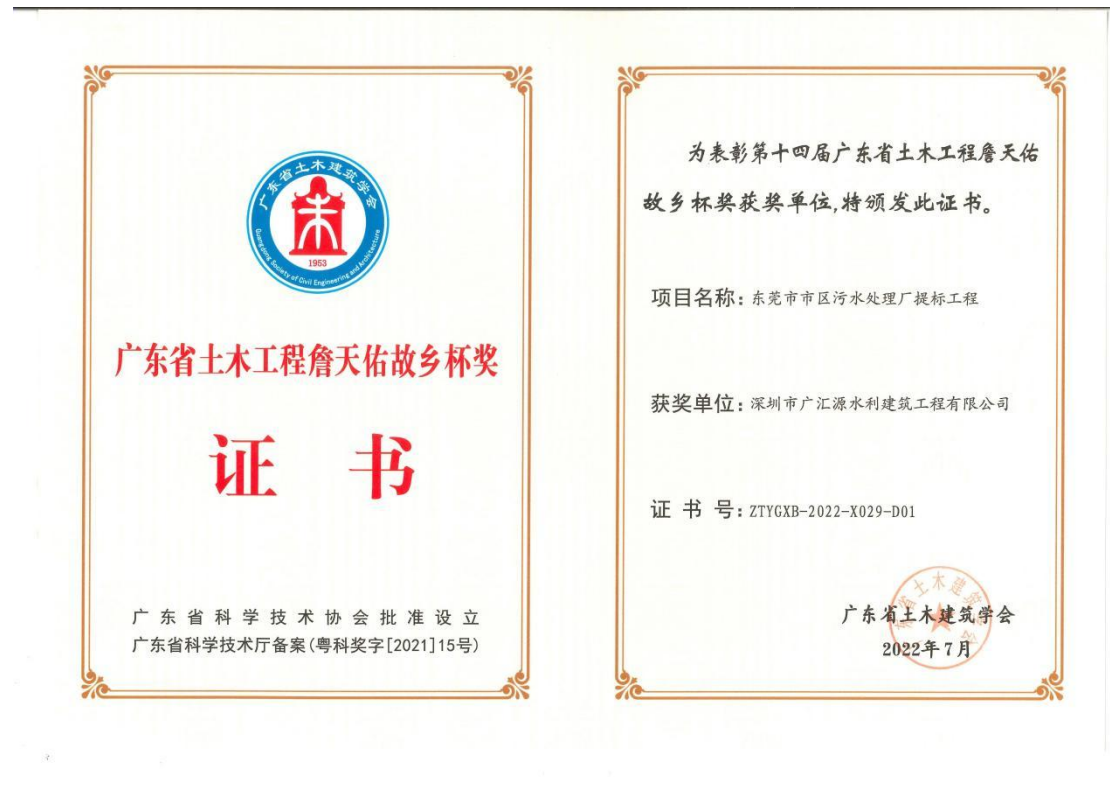 广东省土木建筑学会
1953
Guangdong Society of Civil Engineering and Architecture
广东省土木工程詹天佑故乡杯奖
证 书
广东省科学技术协会批准设立
广东省科学技术厅备案(粤科奖字[2021]15号)
为表彰第十四届广东省土木工程詹天佑
故乡杯奖获奖单位,特颁发此证书。
项目名称:东莞市市区污水处理厂提标工程
获奖单位:深圳市广汇源水利建筑工程有限公司
证 书 号:ZTYGXB-2022-X029-D01
广东省土木建筑学会
2022年7月